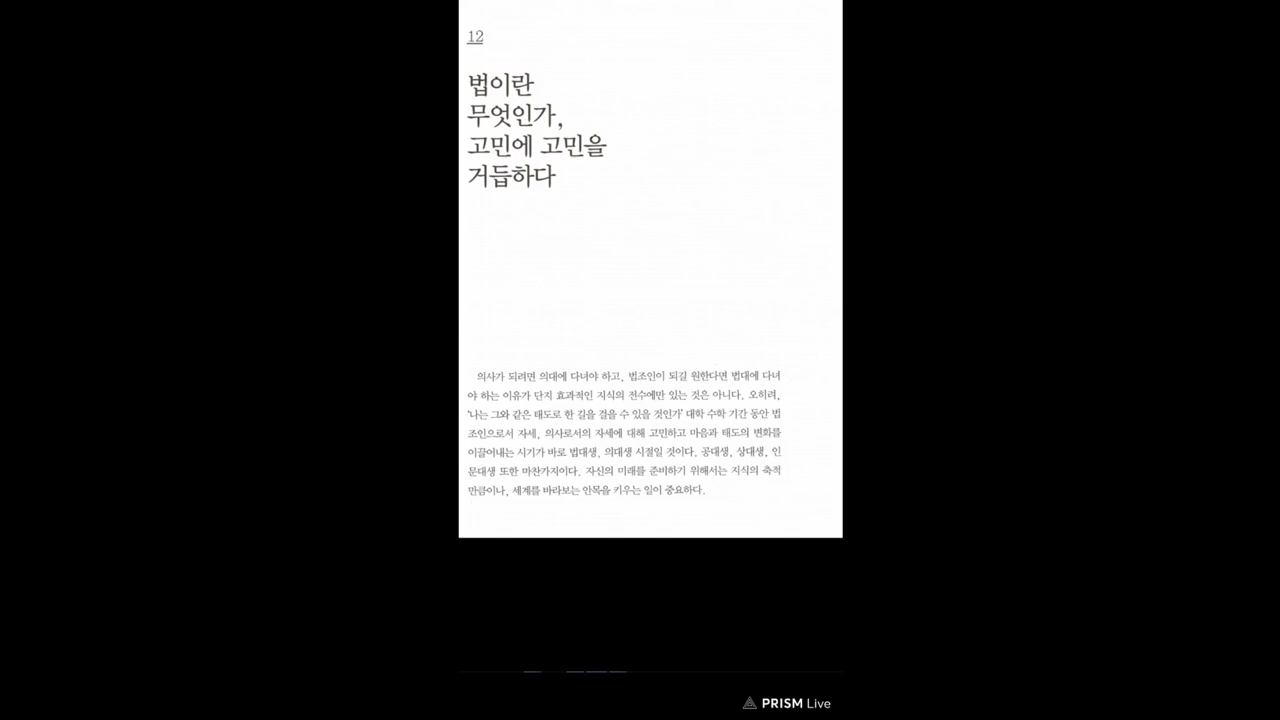 12
법이란
무엇인가,
고민에 고민을
거듭하다
의사가 되려면 의대에 다녀야 하고, 법조인이 되길 원한다면 법대에 다녀
야 하는 이유가 단지 효과적인 지식의 전수에만 있는 것은 아니다. 오히려,
'나는 그와 같은 태도로 한 길을 걸을 수 있을 것인가' 대학 수학 기간 동안 법
조인으로서 자세, 의사로서의 자세에 대해 고민하고 마음과 태도의 변화를
이끌어내는 시기가 바로 법대생, 의대생 시절일 것이다. 공대생, 상대생, 인
문대생 또한 마찬가지이다. 자신의 미래를 준비하기 위해서는 지식의 축적
만큼이나, 세계를 바라보는 안목을 키우는 일이 중요하다.
PRISM Live